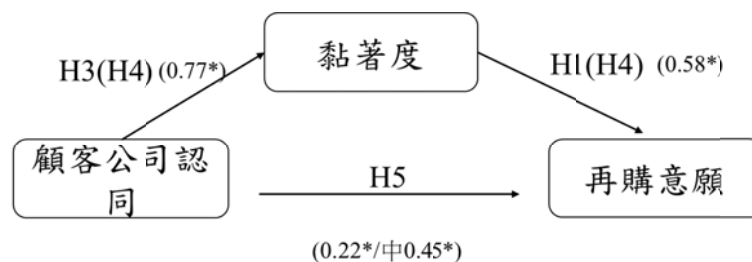 黏著度
H3(H4) (0.77*)
H1(H4) (0.58*)
顧客公司認
同
H5
再購意願
(0.22*/中0.45*)